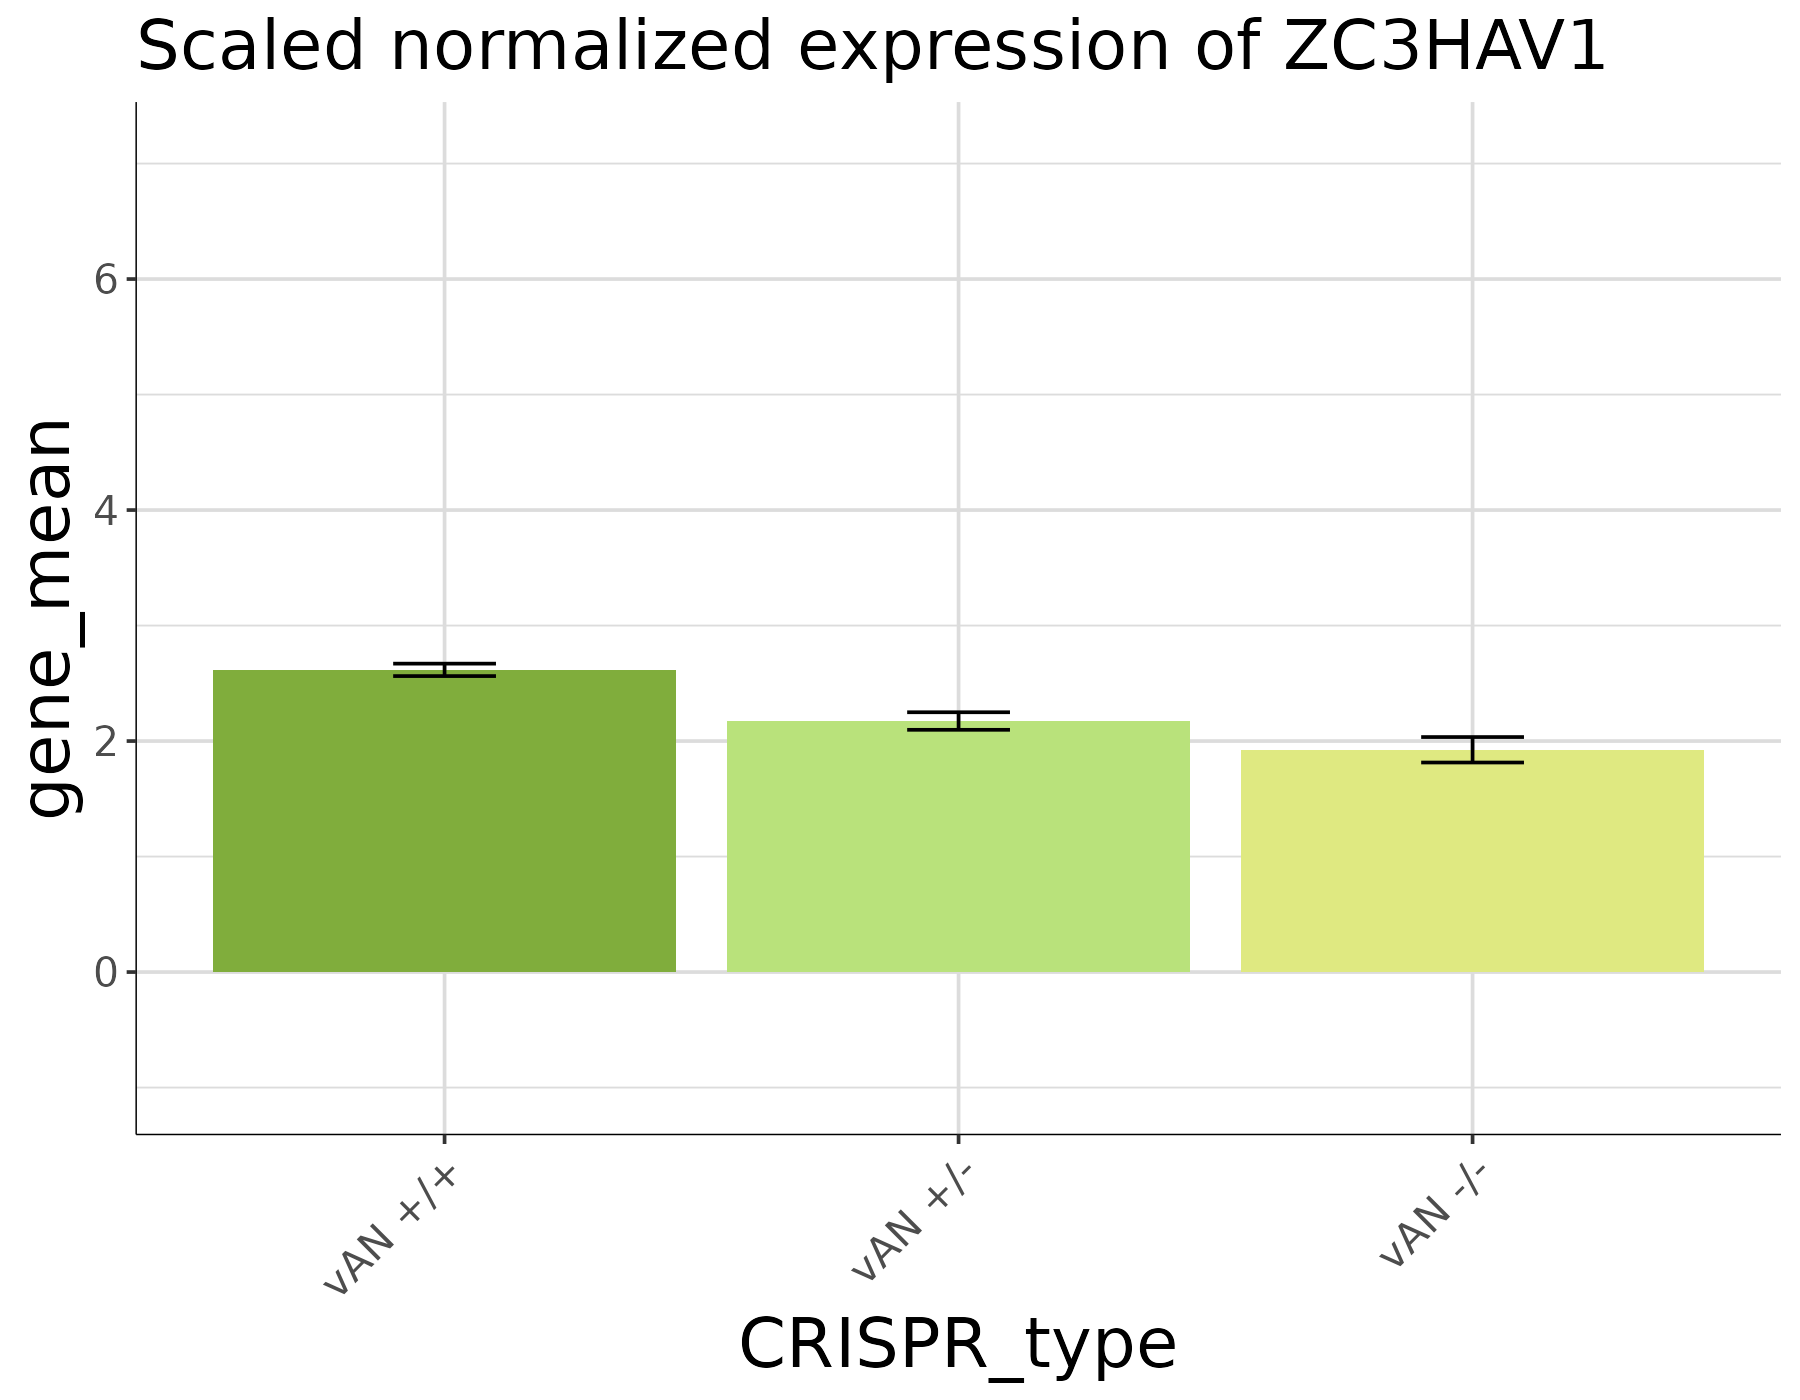 Scaled normalized expression of ZC3HAV1
gene_mean
6
4
2
0
vAN +/+
vAN +/-
vAN -/-
CRISPR_type